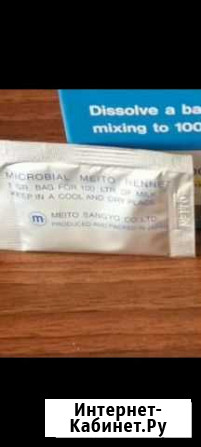 Dissolve a ba
mixing to 100
MICROBIAL MEITO RENNE
1 GR. BAG FOR 100 LTR OF MILK
KEEP IN A COOL AND DRY PLACE
m MEITO SANGYO CO. LTD.
PRODUCED AND PACKED IN JAPAN
Интернет-
Кабинет.Ру